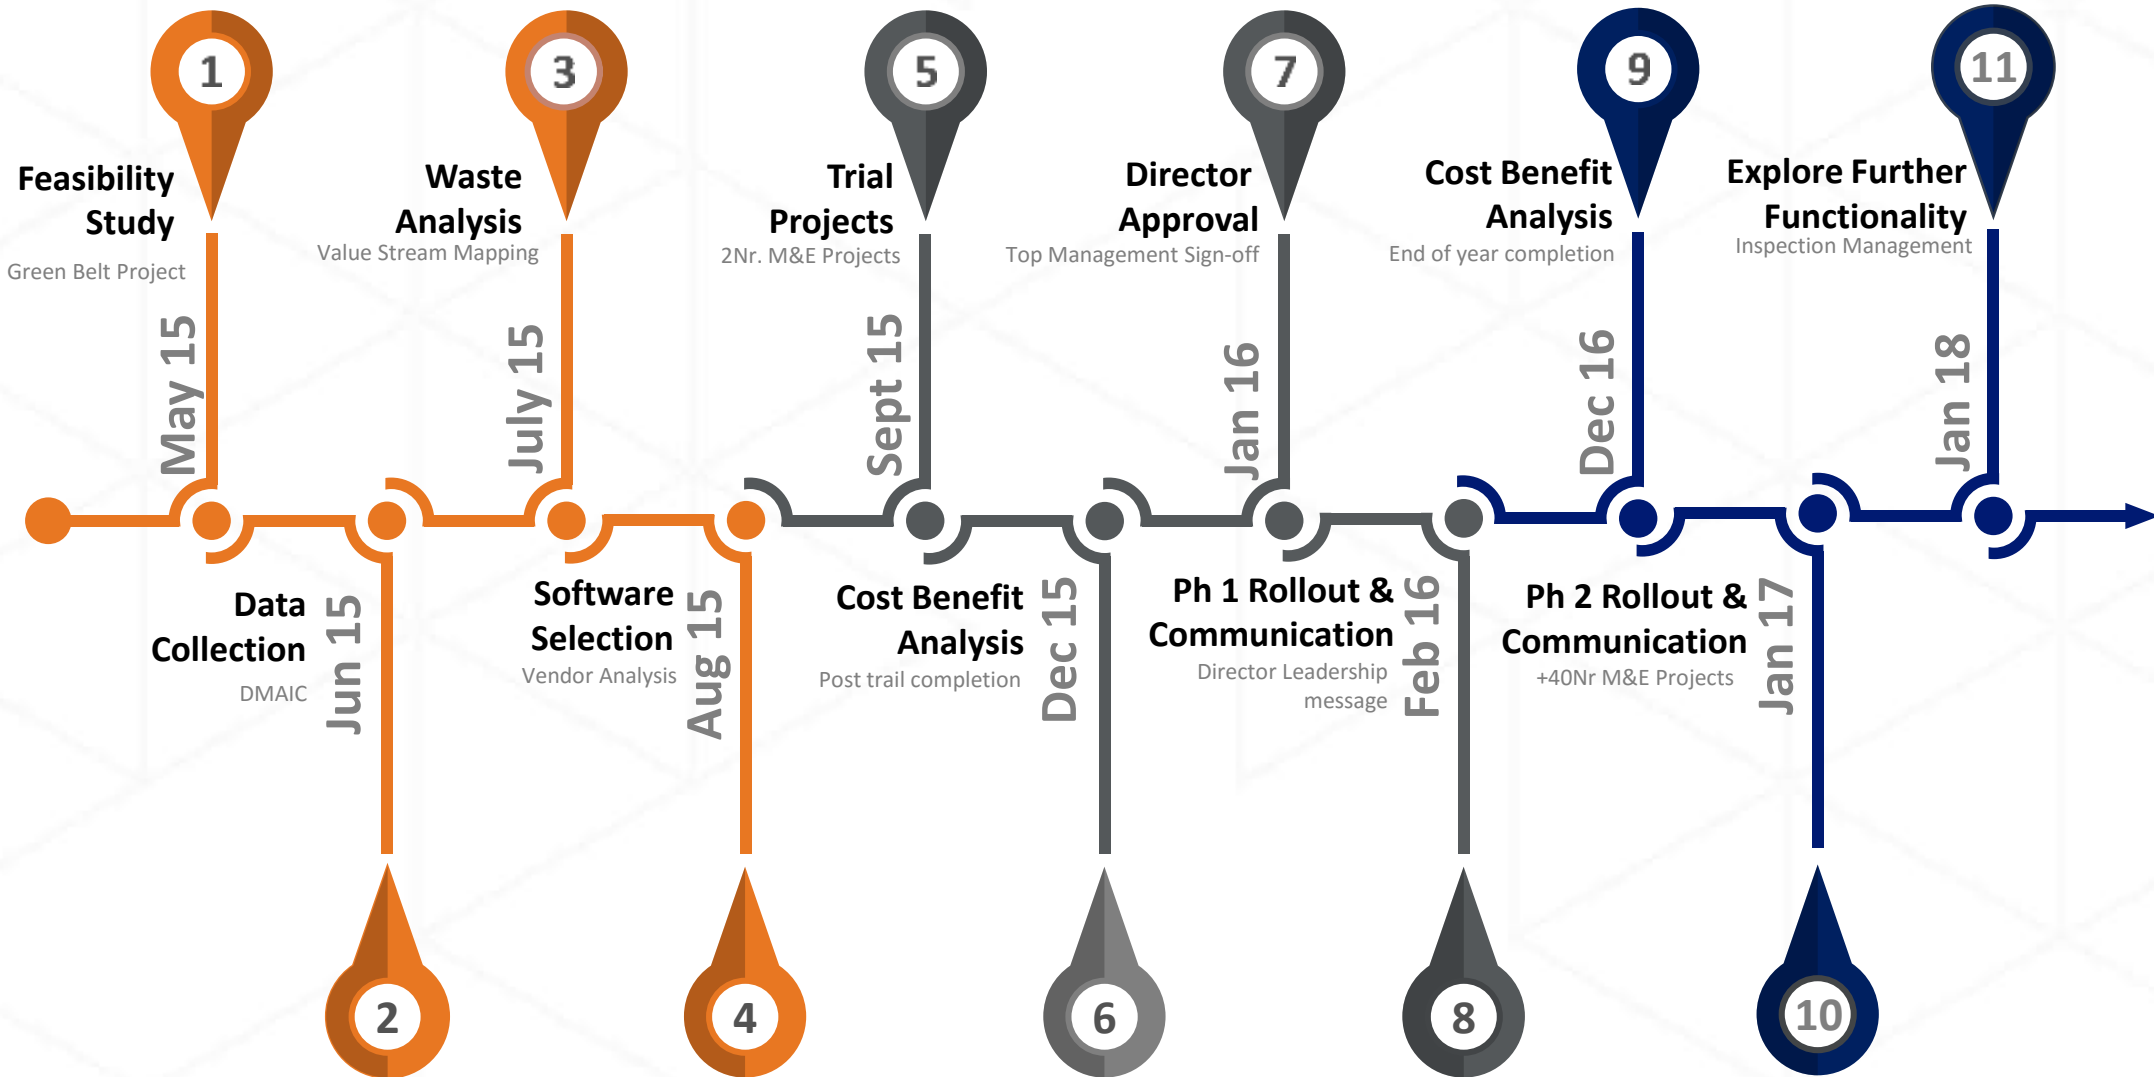 1
Feasibility
Study
Green Belt Project
May 15
2
Data
Collection
DMAIC
Jun 15
3
Waste
Analysis
Value Stream Mapping
July 15
4
Software
Selection
Vendor Analysis
Aug 15
5
Trial
Projects
2Nr. M&E Projects
Sept 15
6
Cost Benefit
Analysis
Post trail completion
Dec 15
7
Director
Approval
Top Management Sign-off
Jan 16
8
Ph 1 Rollout &
Communication
Director Leadership
message
Feb 16
9
Cost Benefit
Analysis
End of year completion
Dec 16
10
Ph 2 Rollout &
Communication
+40Nr M&E Projects
Jan 17
11
Explore Further
Functionality
Inspection Management
Jan 18